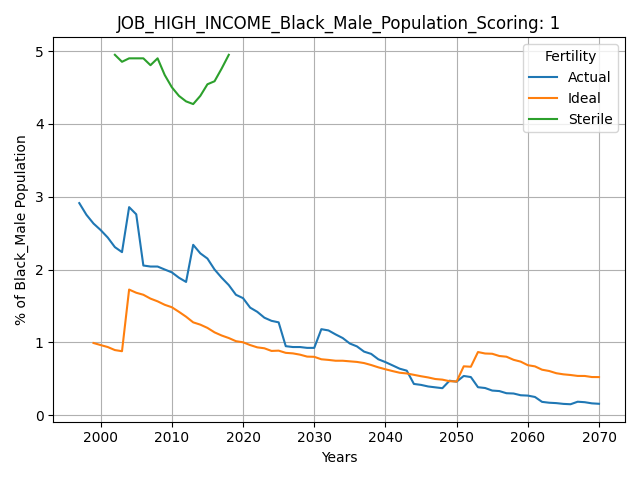 JOB_HIGH_INCOME_Black_Male_Population_Scoring: 1
% of Black_Male Population
5
4
3
2
1
0
Fertility
Actual
Ideal
Sterile
2000 2010 2020 2030 2040 2050 2060 2070
Years